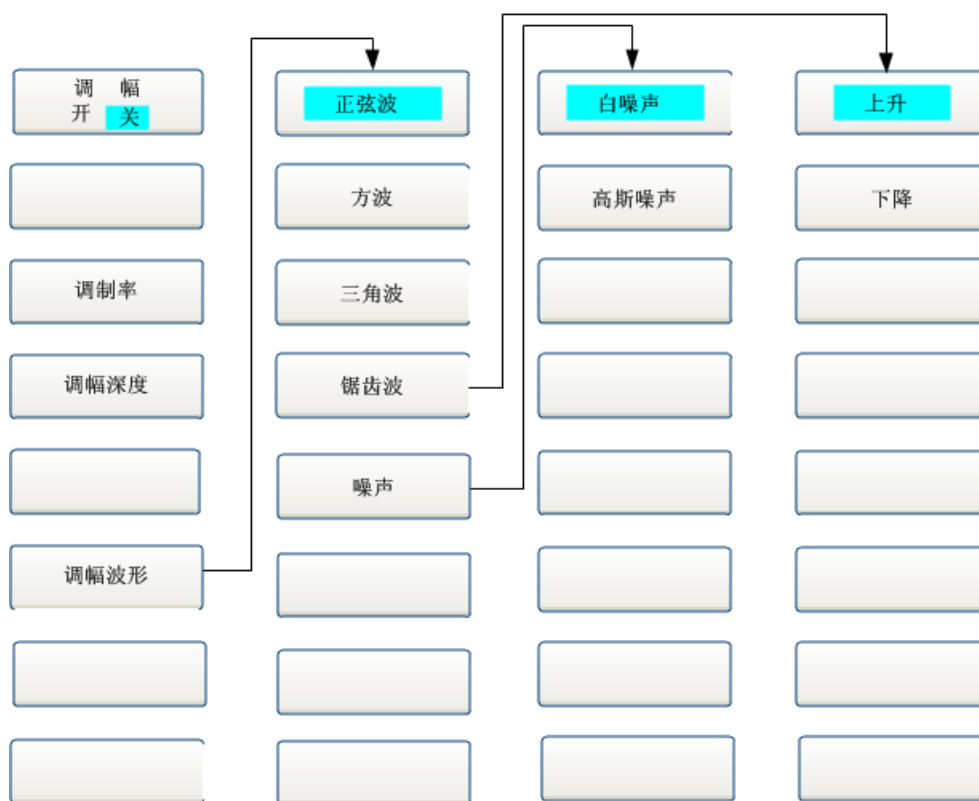 调 幅
开 关
调制率
调幅深度
调幅波形
正弦波
方波
三角波
锯齿波
噪声
白噪声
高斯噪声
上升
下降